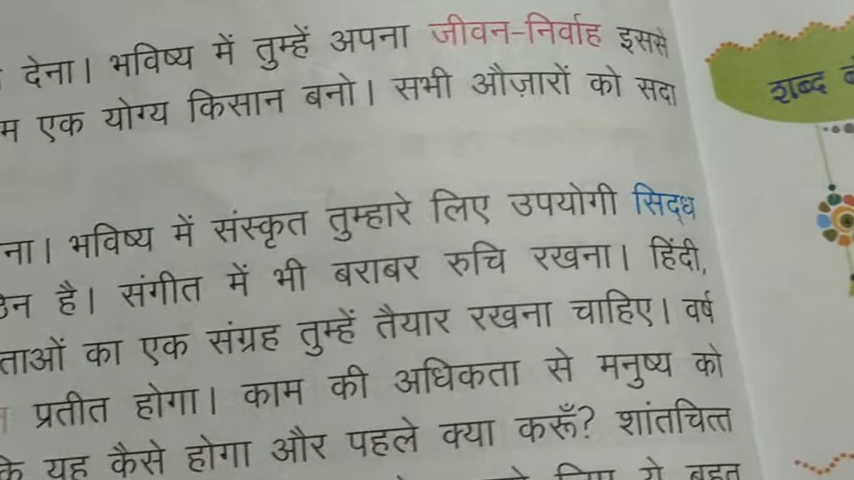 देना। भविष्य में तुम्हें अपना जीवन-निर्वाह इससे
एक योग्य किसान बनो। सभी औज़ारों को सदा
शब्द
ना। भविष्य में संस्कृत तुम्हारे लिए उपयोगी सिद्ध
है। संगीत में भी बराबर रुचि रखना। हिंदी,
ताओं का एक संग्रह तुम्हें तैयार रखना चाहिए। वर्ष
प्रतीत होगा। काम की अधिकता से मनुष्य को
यह कैसे होगा और पहले क्या करूँ? शांतचित्त
ये बहुत